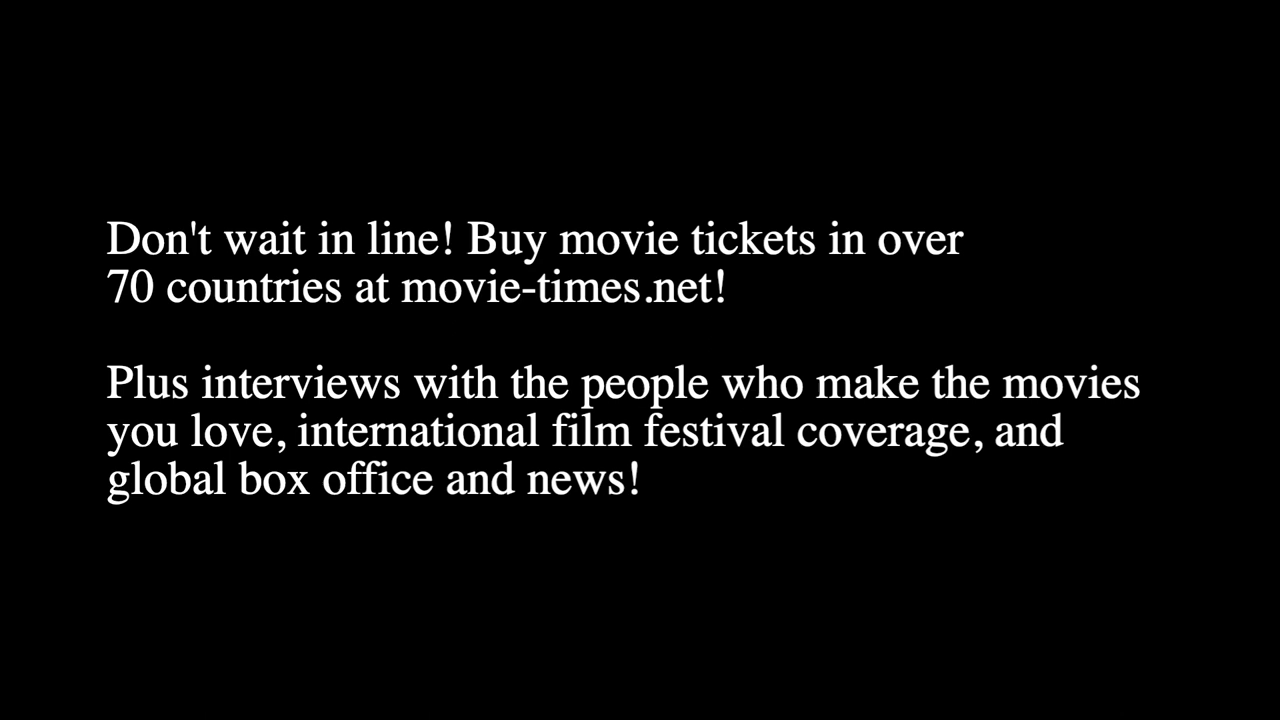 Don't wait in line! Buy movie tickets in over
70 countries at movie-times.net!
Plus interviews with the people who make the movies
you love, international film festival coverage, and
global box office and news!